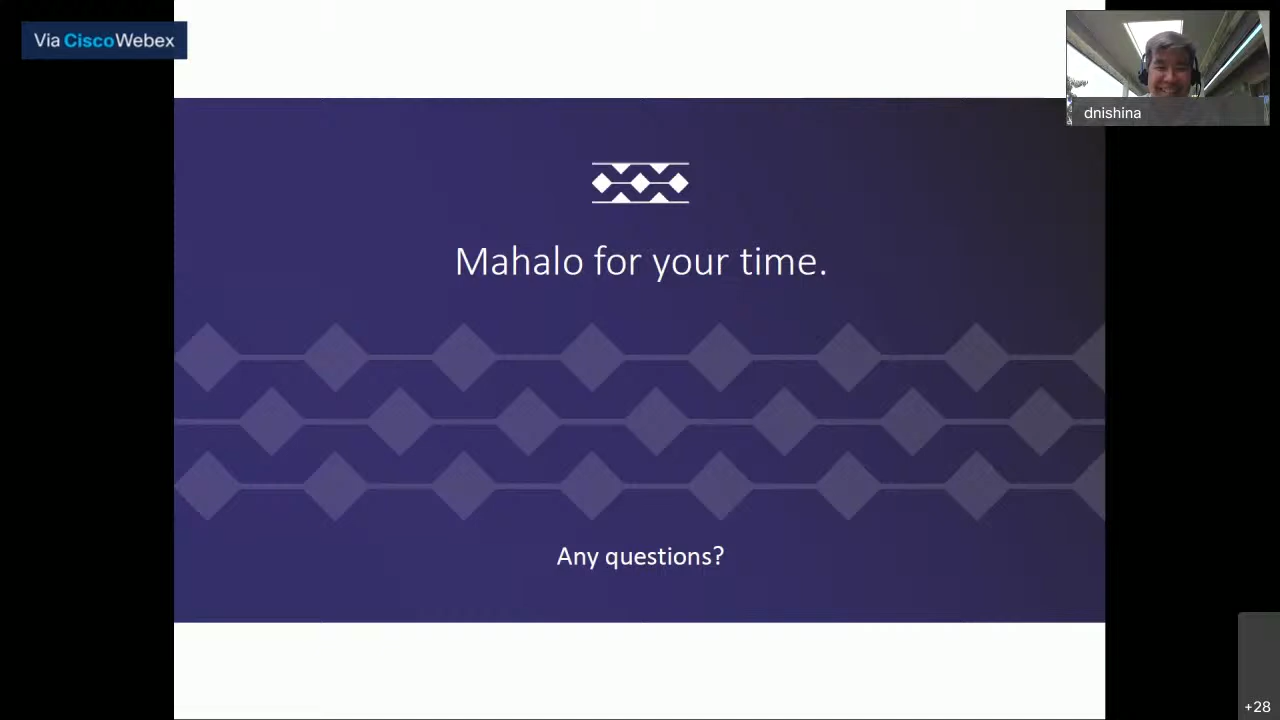 Via CiscoWebex
dnishina
Mahalo for your time.
Any questions?
+28